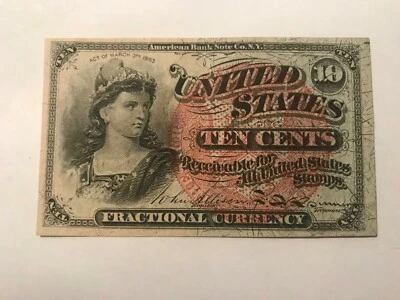 American Bank Note Co. N.Y.
ACT OF MARCH 3RD 1863
10
UNITED
STATES
TEN CENTS
Receivable for
All United States
Stamps.
FRACTIONAL CURRENCY